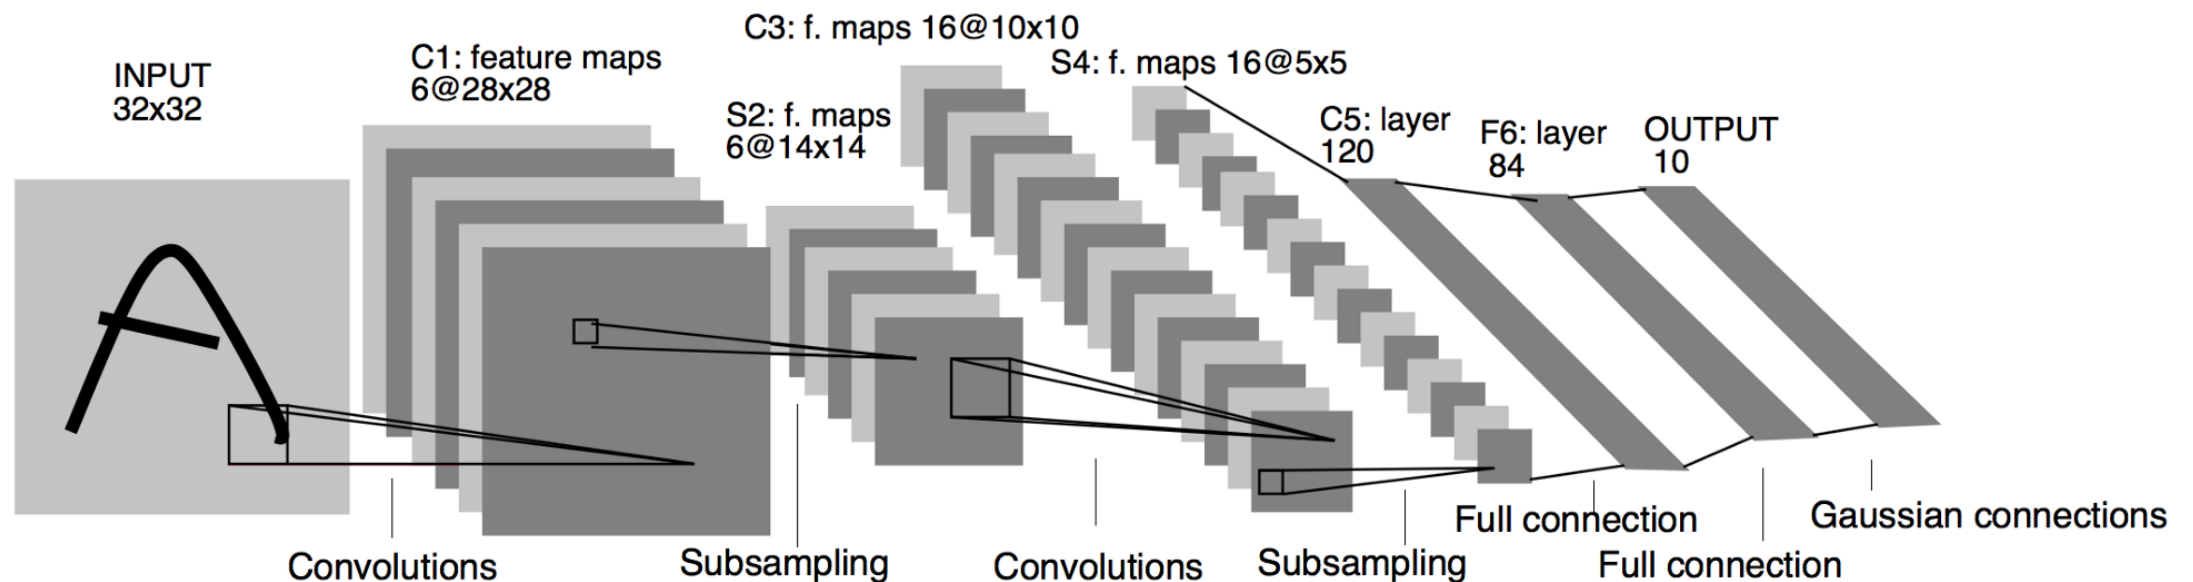 INPUT
32x32
C1: feature maps
6@28x28
S2: f. maps
6@14x14
C3: f. maps 16@10x10
S4: f. maps 16@5x5
C5: layer
120
F6: layer
84
OUTPUT
10
Convolutions
Subsampling
Convolutions
Subsampling
Full connection
Full connection
Gaussian connections